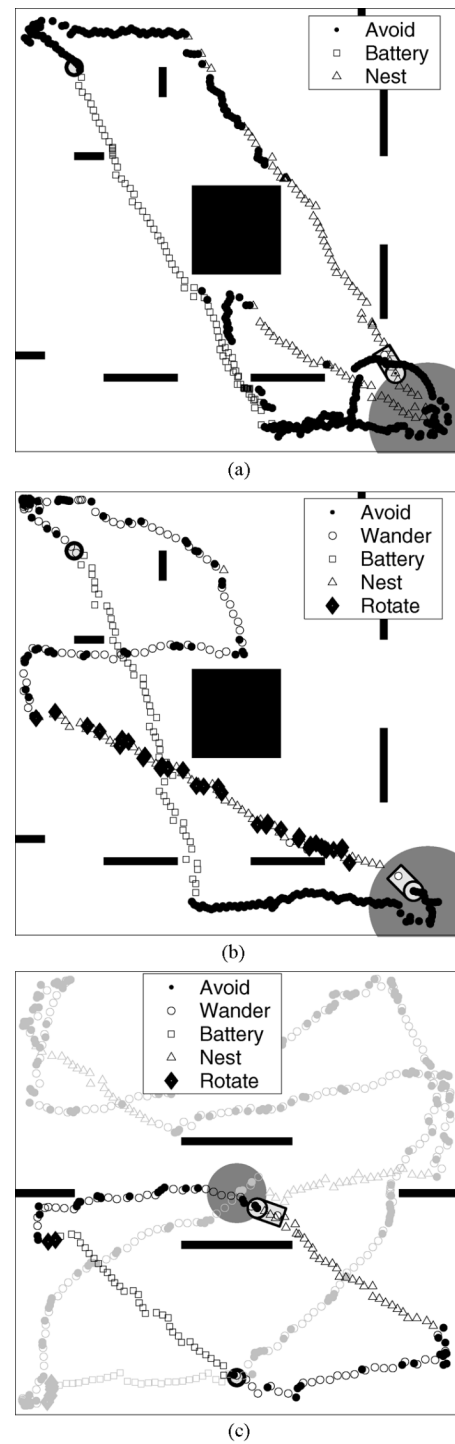 Avoid
Battery
Nest
(a)
Avoid
Wander
Battery
Nest
Rotate
(b)
Avoid
Wander
Battery
Nest
Rotate
(c)